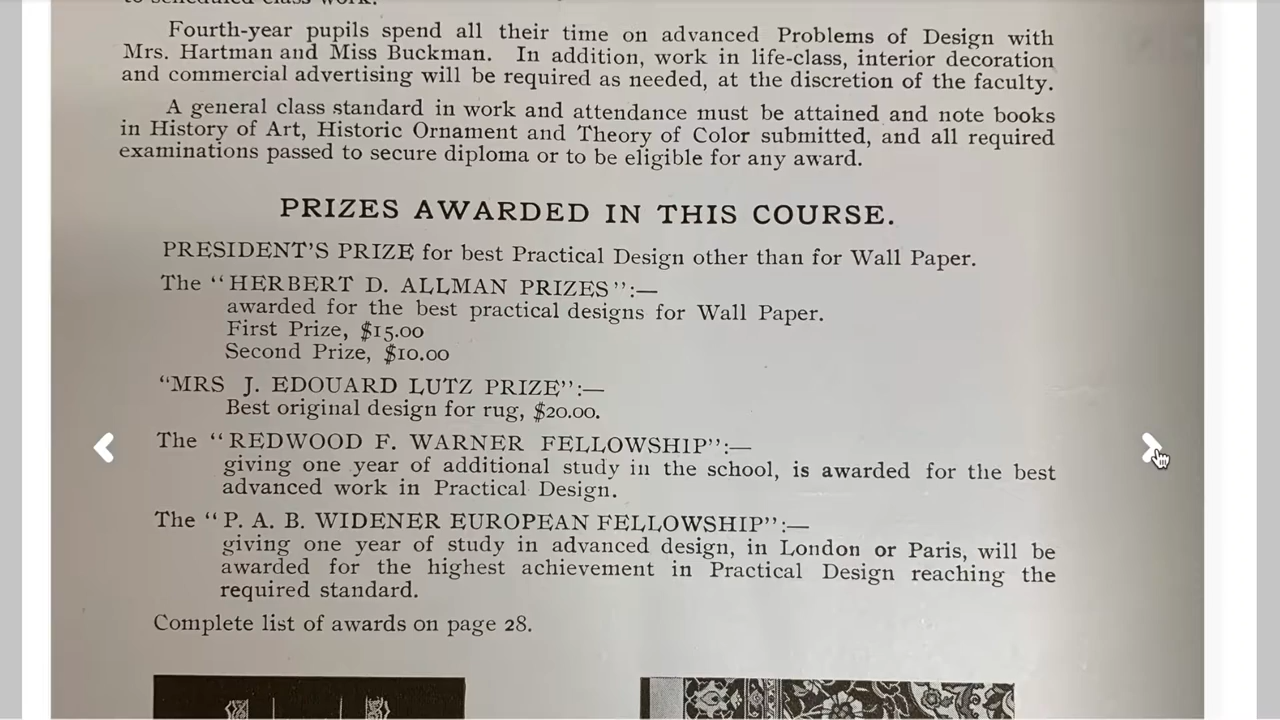 Fourth-year pupils spend all their time on advanced Problems of Design with
Mrs. Hartman and Miss Buckman. In addition, work in life-class, interior decoration
and commercial advertising will be required as needed, at the discretion of the faculty.
A general class standard in work and attendance must be attained and note books
in History of Art, Historic Ornament and Theory of Color submitted, and all required
examinations passed to secure diploma or to be eligible for any award.
PRIZES AWARDED IN THIS COURSE.
PRESIDENT'S PRIZE for best Practical Design other than for Wall Paper.
The "HERBERT D. ALLMAN PRIZES":—
awarded for the best practical designs for Wall Paper.
First Prize, $15.00
Second Prize, $10.00
"MRS J. EDOUARD LUTZ PRIZE":—
Best original design for rug, $20.00.
The "REDWOOD F. WARNER FELLOWSHIP":—
giving one year of additional study in the school, is awarded for the best
advanced work in Practical Design.
The "P. A. B. WIDENER EUROPEAN FELLOWSHIP":—
giving one year of study in advanced design, in London or Paris, will be
awarded for the highest achievement in Practical Design reaching the
required standard.
Complete list of awards on page 28.